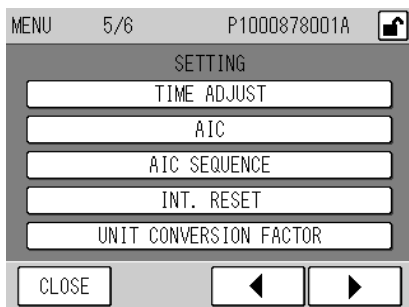 MENU 5/6 P1000878001A
SETTING
TIME ADJUST
AIC
AIC SEQUENCE
INT. RESET
UNIT CONVERSION FACTOR
CLOSE